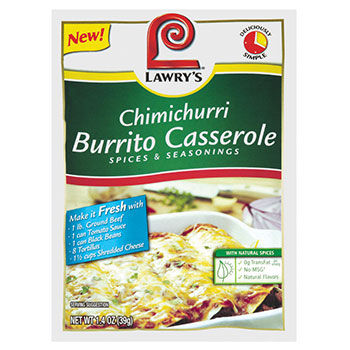 New!
LAWRY'S
DELICIOUSLY
SIMPLE
Chimichurri
Burrito Casserole
SPICES & SEASONINGS
Make it Fresh with
· 1 lb. Ground Beef
· 1 can Tomato Sauce
· 1 can Black Beans
· 8 Tortillas
· 1½ cups Shredded Cheese
WITH NATURAL SPICES
✓ 0g Trans Fat
✓ No MSG†
✓ Natural Flavors
SERVING SUGGESTION
NET WT 1.4 OZ (39g)